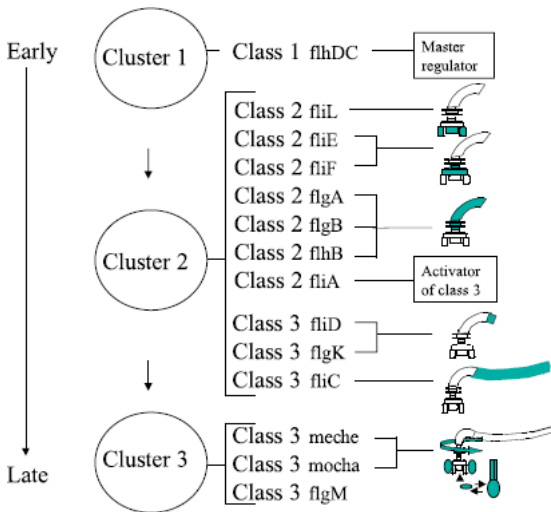 Early
Cluster 1
Class 1 flhDC
Master
regulator
Class 2 fliL
Class 2 fliE
Class 2 fliF
Class 2 flgA
Class 2 flgB
Class 2 flhB
Class 2 fliA
Cluster 2
Activator
of class 3
Class 3 fliD
Class 3 flgK
Class 3 fliC
Class 3 meche
Class 3 mocha
Class 3 flgM
Cluster 3
Late